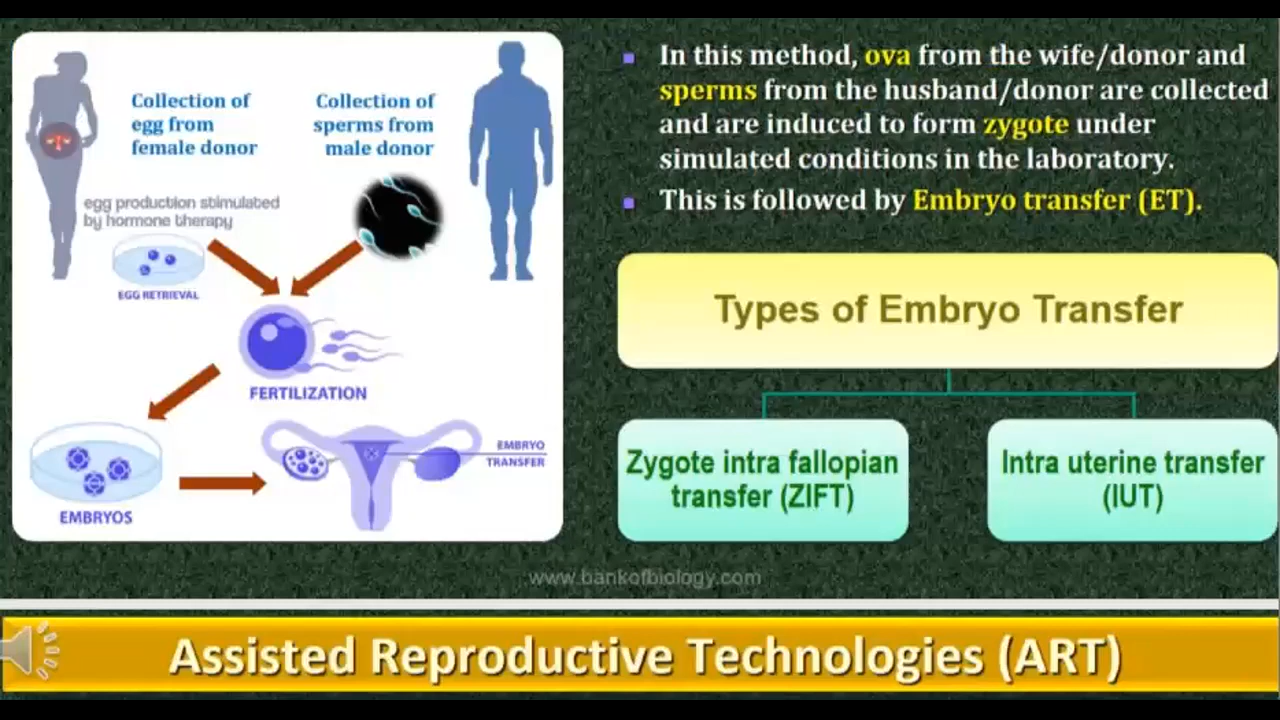 Collection of
egg from
female donor
Collection of
sperms from
male donor
egg production stimulated
by hormone therapy
EGG RETRIEVAL
FERTILIZATION
EMBRYOS
EMBRYO
TRANSFER
In this method, ova from the wife/donor and
sperms from the husband/donor are collected
and are induced to form zygote under
simulated conditions in the laboratory.
This is followed by Embryo transfer (ET).
Types of Embryo Transfer
Zygote intra fallopian
transfer (ZIFT)
Intra uterine transfer
(IUT)
www.bankofbiology.com
Assisted Reproductive Technologies (ART)